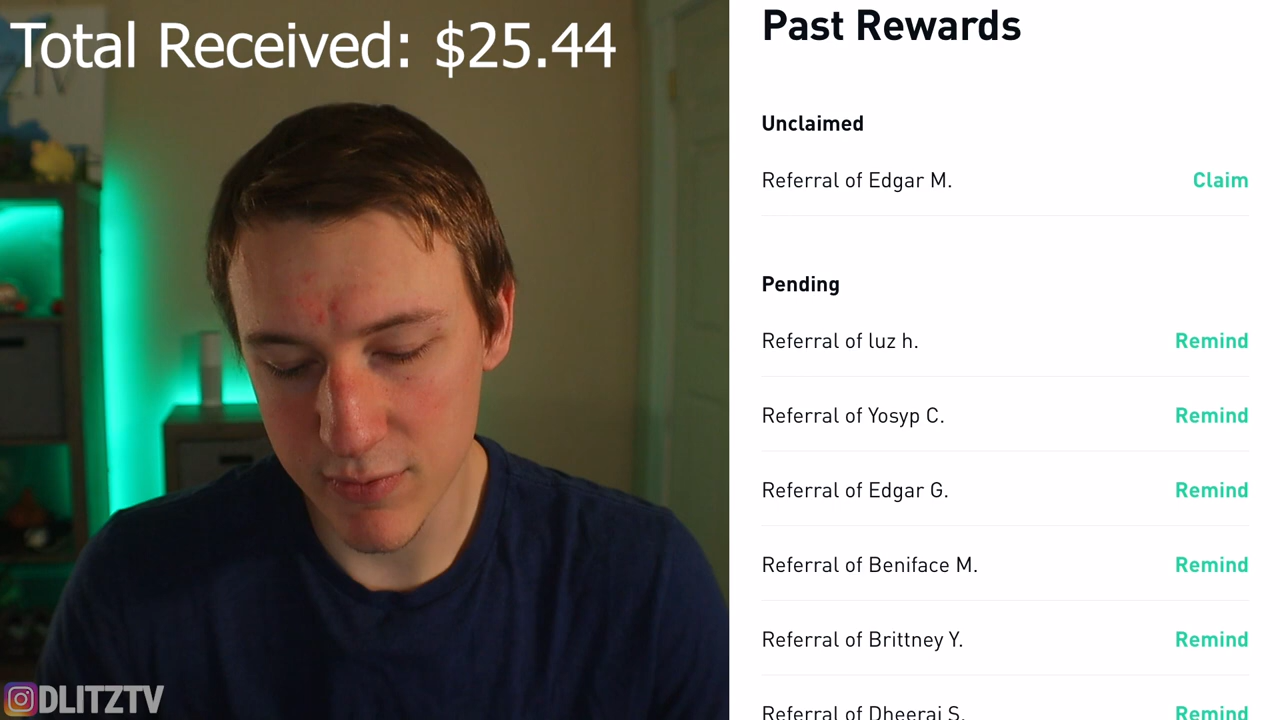 Total Received: $25.44
Past Rewards
Unclaimed
Referral of Edgar M. Claim
Pending
Referral of luz h. Remind
Referral of Yosyp C. Remind
Referral of Edgar G. Remind
Referral of Beniface M. Remind
Referral of Brittney Y. Remind
Referral of Dheeraj S. Remind
DLITZTV